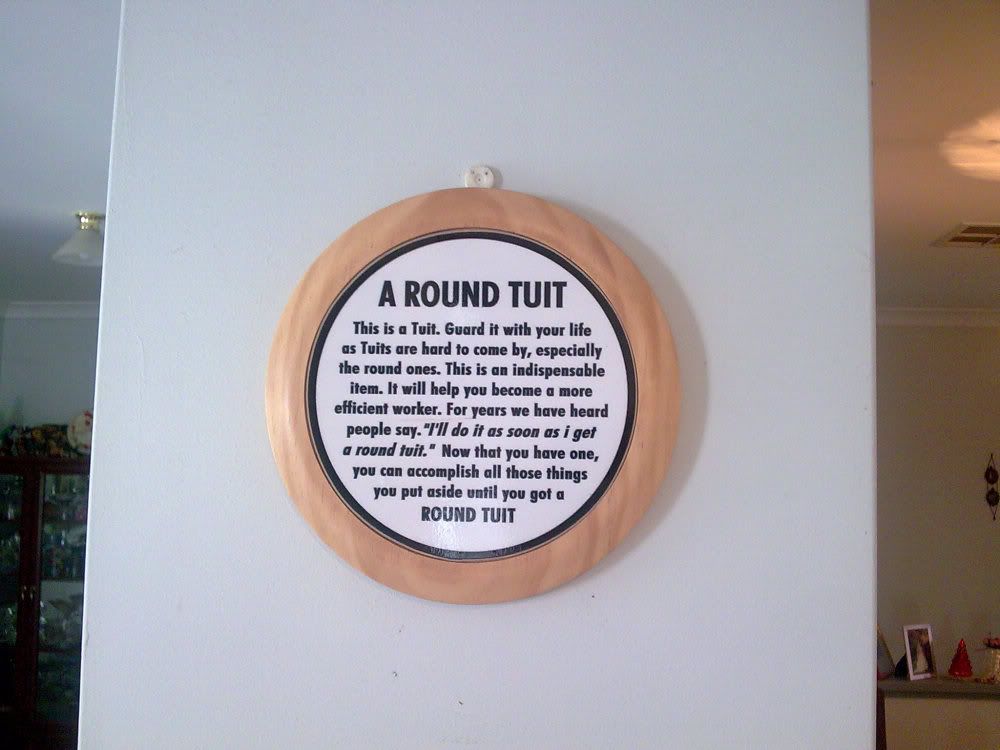 A ROUND TUIT
This is a Tuit. Guard it with your life
as Tuits are hard to come by, especially
the round ones. This is an indispensable
item. It will help you become a more
efficient worker. For years we have heard
people say."I'll do it as soon as i get
a round tuit." Now that you have one,
you can accomplish all those things
you put aside until you got a
ROUND TUIT